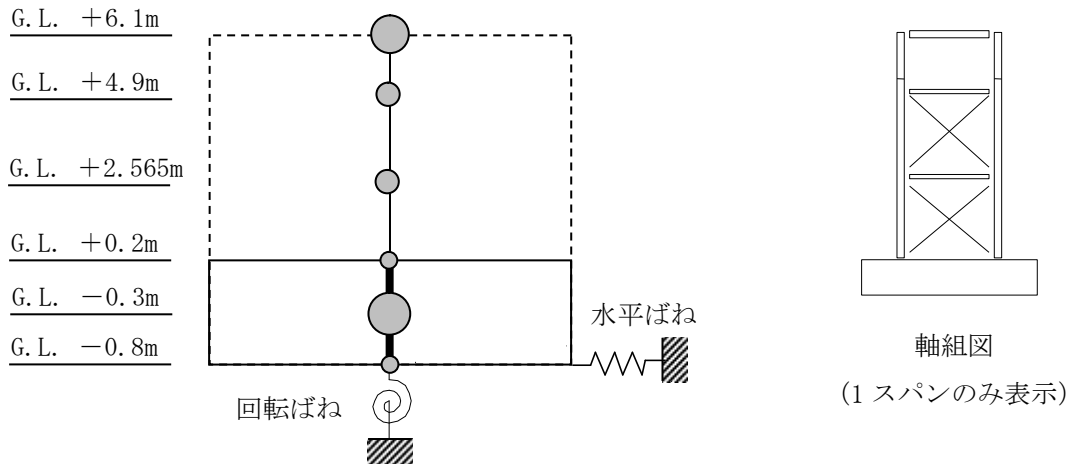 G.L. +6.1m
G.L. +4.9m
G.L. +2.565m
G.L. +0.2m
G.L. -0.3m
G.L. -0.8m
回転ばね
水平ばね
軸組図
(1 スパンのみ表示)